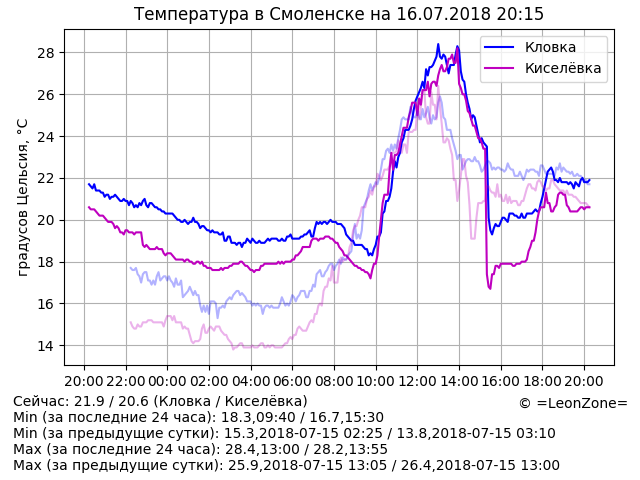 Температура в Смоленске на 16.07.2018 20:15
градусов Цельсия, °C
28
26
24
22
20
18
16
14
Кловка
Киселёвка
20:00 22:00 00:00 02:00 04:00 06:00 08:00 10:00 12:00 14:00 16:00 18:00 20:00
Сейчас: 21.9 / 20.6 (Кловка / Киселёвка)
© =LeonZone=
Min (за последние 24 часа): 18.3,09:40 / 16.7,15:30
Min (за предыдущие сутки): 15.3,2018-07-15 02:25 / 13.8,2018-07-15 03:10
Max (за последние 24 часа): 28.4,13:00 / 28.2,13:55
Max (за предыдущие сутки): 25.9,2018-07-15 13:05 / 26.4,2018-07-15 13:00